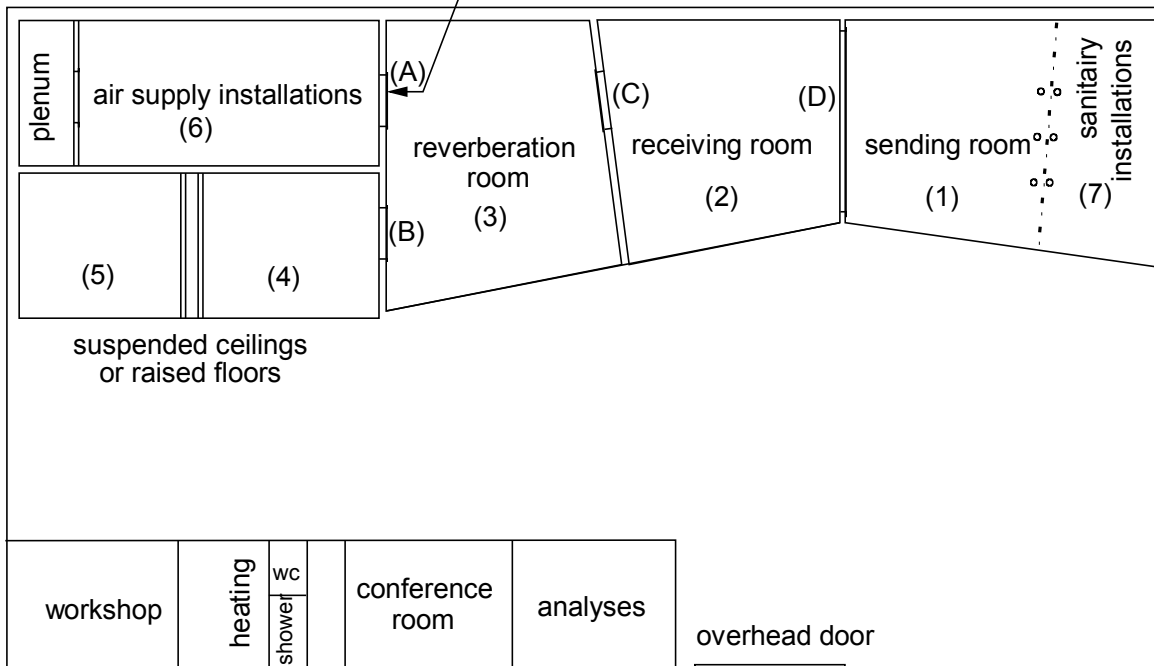 plenum
air supply installations
(6)
(A)
(B)
reverberation
room
(3)
(C)
receiving room
(2)
(D)
sending room
(1)
sanitairy
installations
(7)
(5)
(4)
suspended ceilings
or raised floors
workshop
heating
wc
shower
conference
room
analyses
overhead door